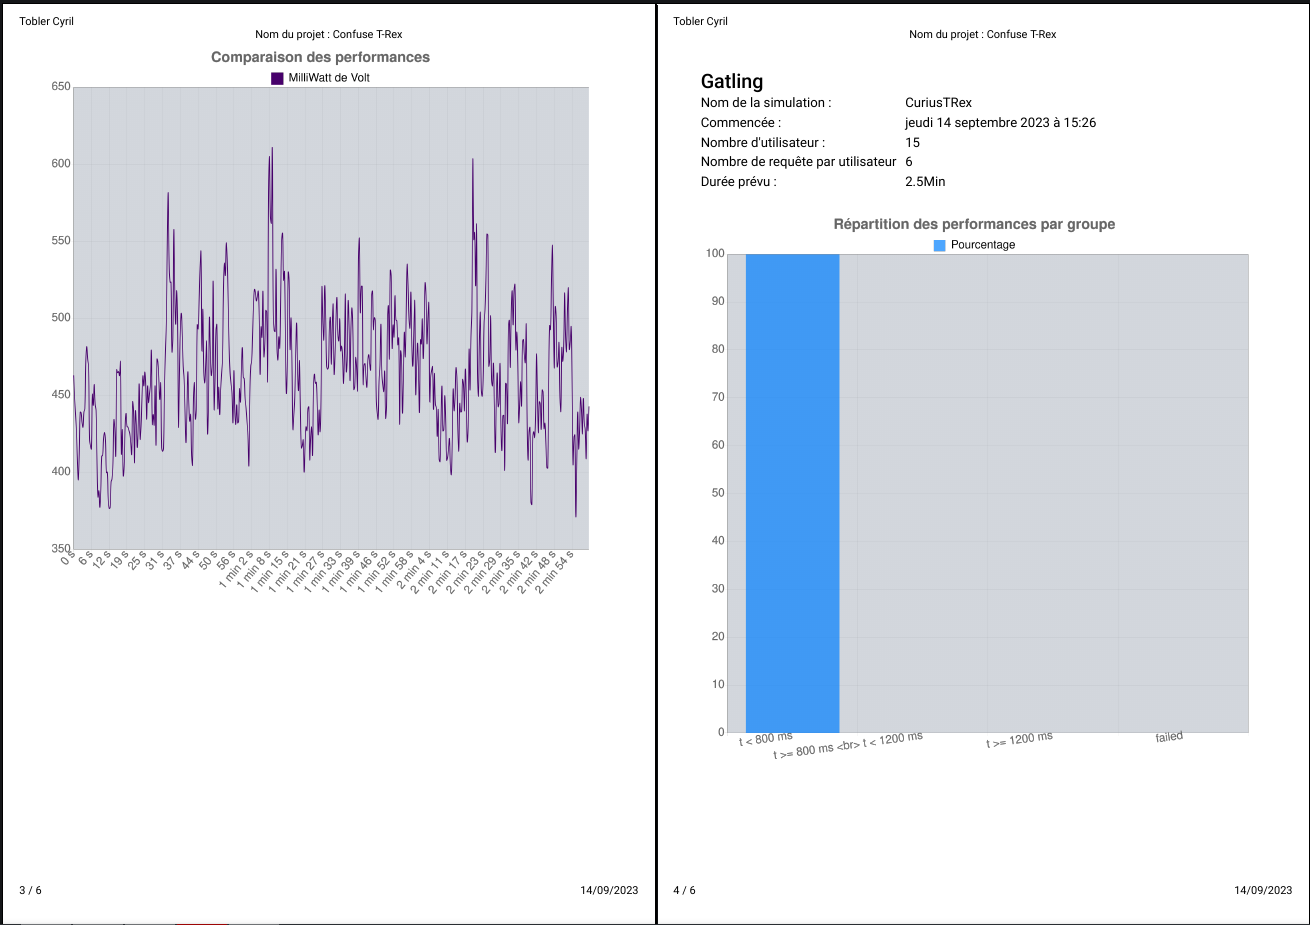 Tobler Cyril
Nom du projet : Confuse T-Rex
Comparaison des performances
MilliWatt de Volt
650
600
550
500
450
400
350
0 s
6 s
12 s
19 s
25 s
31 s
37 s
44 s
50 s
56 s
1 min 2 s
1 min 8 s
1 min 15 s
1 min 21 s
1 min 27 s
1 min 33 s
1 min 39 s
1 min 46 s
1 min 52 s
1 min 58 s
2 min 4 s
2 min 11 s
2 min 17 s
2 min 23 s
2 min 29 s
2 min 35 s
2 min 42 s
2 min 48 s
2 min 54 s
3 / 6
14/09/2023
Tobler Cyril
Nom du projet : Confuse T-Rex
Gatling
Nom de la simulation : CuriusTRex
Commencée : jeudi 14 septembre 2023 à 15:26
Nombre d'utilisateur : 15
Nombre de requête par utilisateur 6
Durée prévu : 2.5Min
Répartition des performances par groupe
Pourcentage
100
90
80
70
60
50
40
30
20
10
0
t < 800 ms
t >= 800 ms <br> t < 1200 ms
t >= 1200 ms
failed
4 / 6
14/09/2023